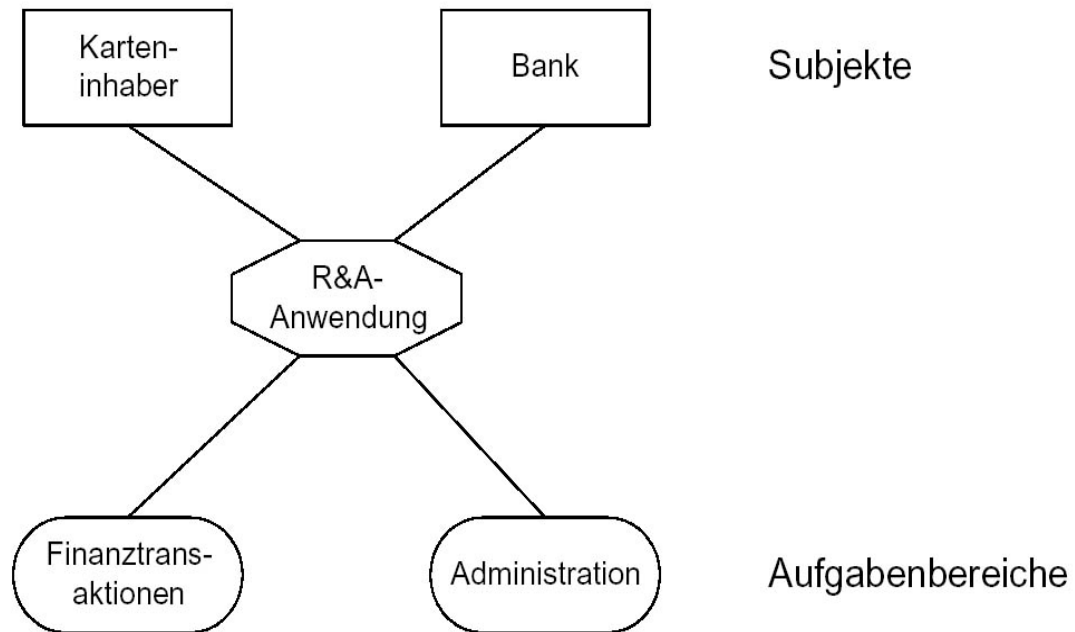 Karten-
inhaber
Bank
Subjekte
R&A-
Anwendung
Finanztrans-
aktionen
Administration
Aufgabenbereiche